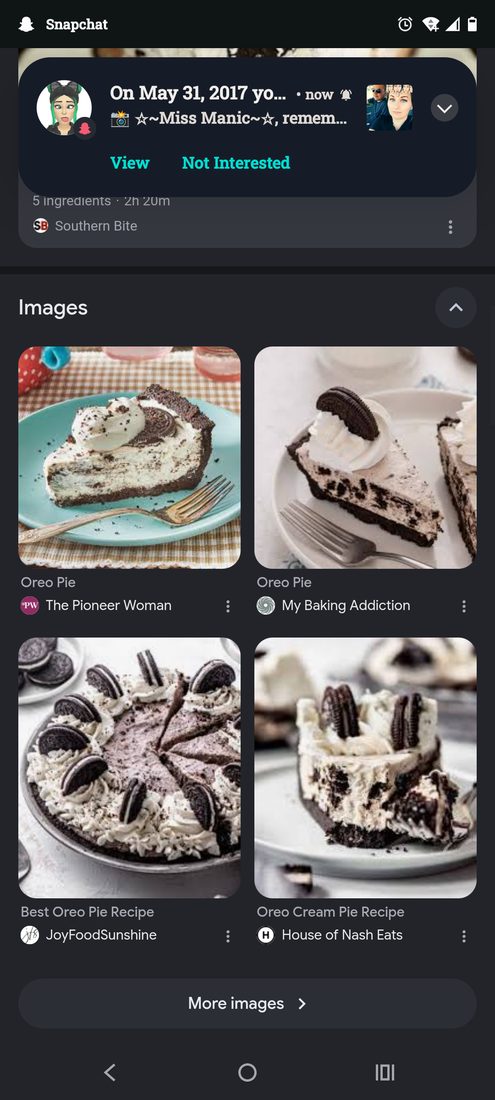 Snapchat
On May 31, 2017 yo... • now
📸 ☆~Miss Manic~☆, remem...
View Not Interested
5 ingredients · 2h 20m
SB Southern Bite
Images
Oreo Pie
PW The Pioneer Woman
Oreo Pie
My Baking Addiction
Best Oreo Pie Recipe
JoyFoodSunshine
Oreo Cream Pie Recipe
H House of Nash Eats
More images